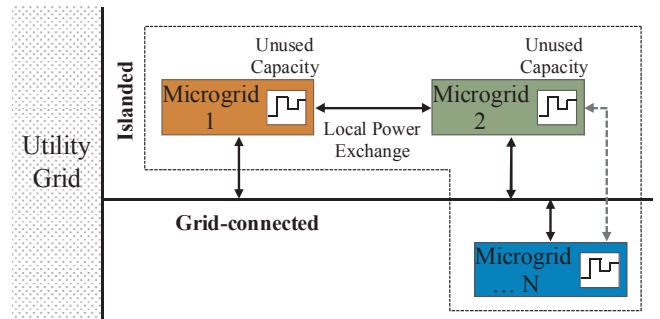 Unused
Capacity
Unused
Capacity
Islanded
Microgrid
1
Microgrid
2
Local Power
Exchange
Utility
Grid
Grid-connected
Microgrid
... N